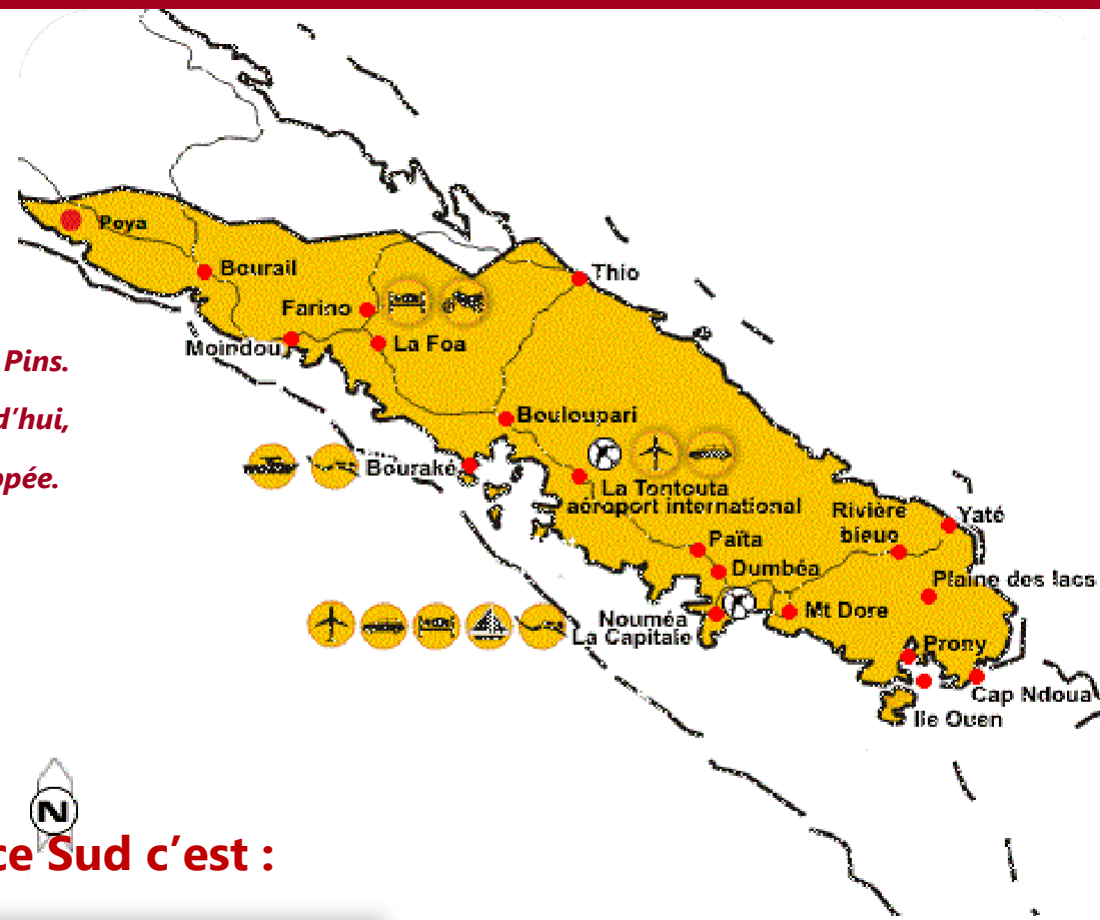 Poya
Bourail
Thio
Farino
Moindou
La Foa
Pins.
d'hui,
ppée.
Bouloupari
Bouraké
La Tontouta
aéroport international
Rivière
bleue
Yaté
Païta
Dumbéa
Plaine des lacs
Nouméa
La Capitale
Mt Dore
Prony
Cap Ndoua
Ile Ouen
N
ce Sud c'est :